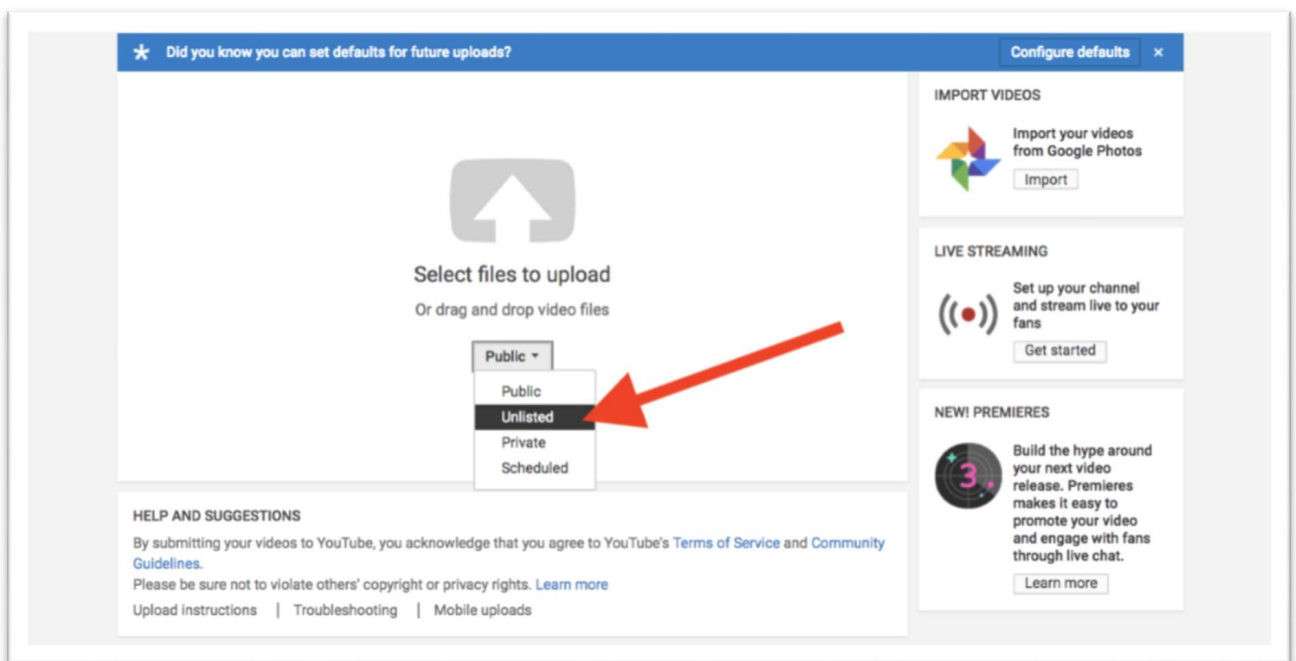 Did you know you can set defaults for future uploads?
Configure defaults ×
Select files to upload
Or drag and drop video files
Public
Public
Unlisted
Private
Scheduled
HELP AND SUGGESTIONS
By submitting your videos to YouTube, you acknowledge that you agree to YouTube's Terms of Service and Community
Guidelines.
Please be sure not to violate others' copyright or privacy rights. Learn more
Upload instructions | Troubleshooting | Mobile uploads
IMPORT VIDEOS
Import your videos
from Google Photos
Import
LIVE STREAMING
Set up your channel
and stream live to your
fans
Get started
NEW! PREMIERES
3
Build the hype around
your next video
release. Premieres
makes it easy to
promote your video
and engage with fans
through live chat.
Learn more